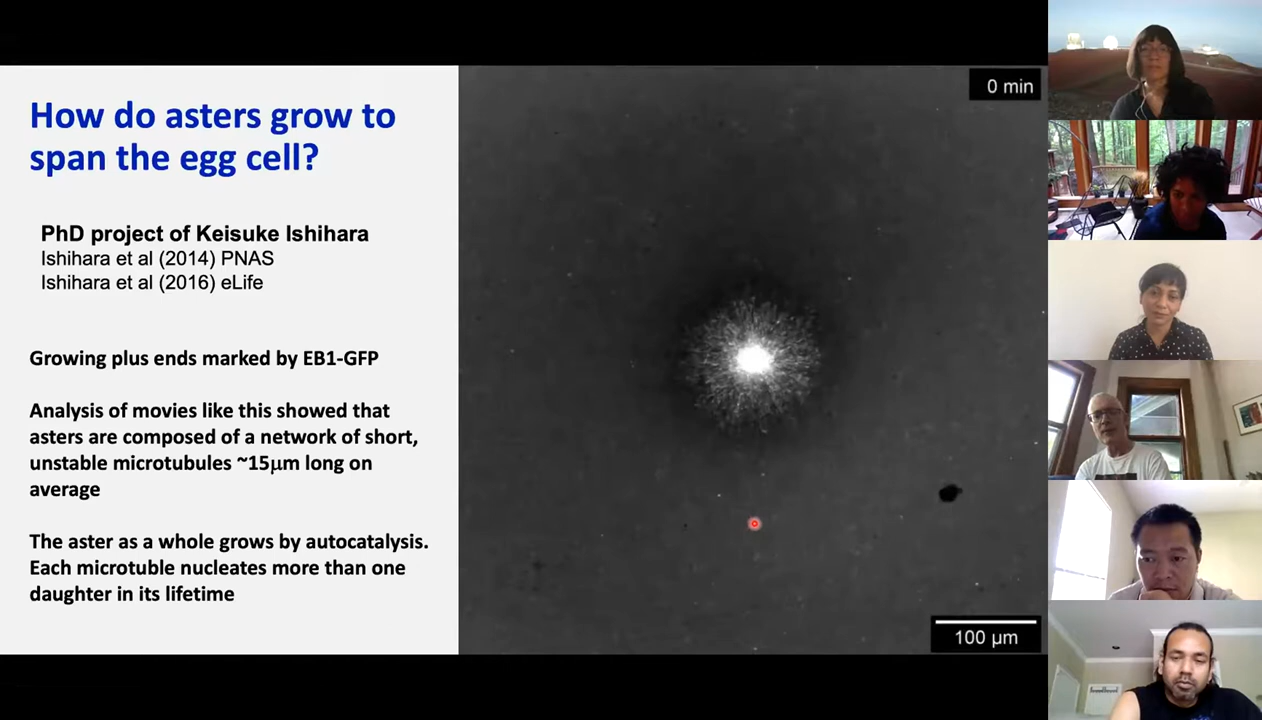 How do asters grow to
span the egg cell?
PhD project of Keisuke Ishihara
Ishihara et al (2014) PNAS
Ishihara et al (2016) eLife
Growing plus ends marked by EB1-GFP
Analysis of movies like this showed that
asters are composed of a network of short,
unstable microtubules ~15μm long on
average
The aster as a whole grows by autocatalysis.
Each microtuble nucleates more than one
daughter in its lifetime
0 min
100 μm